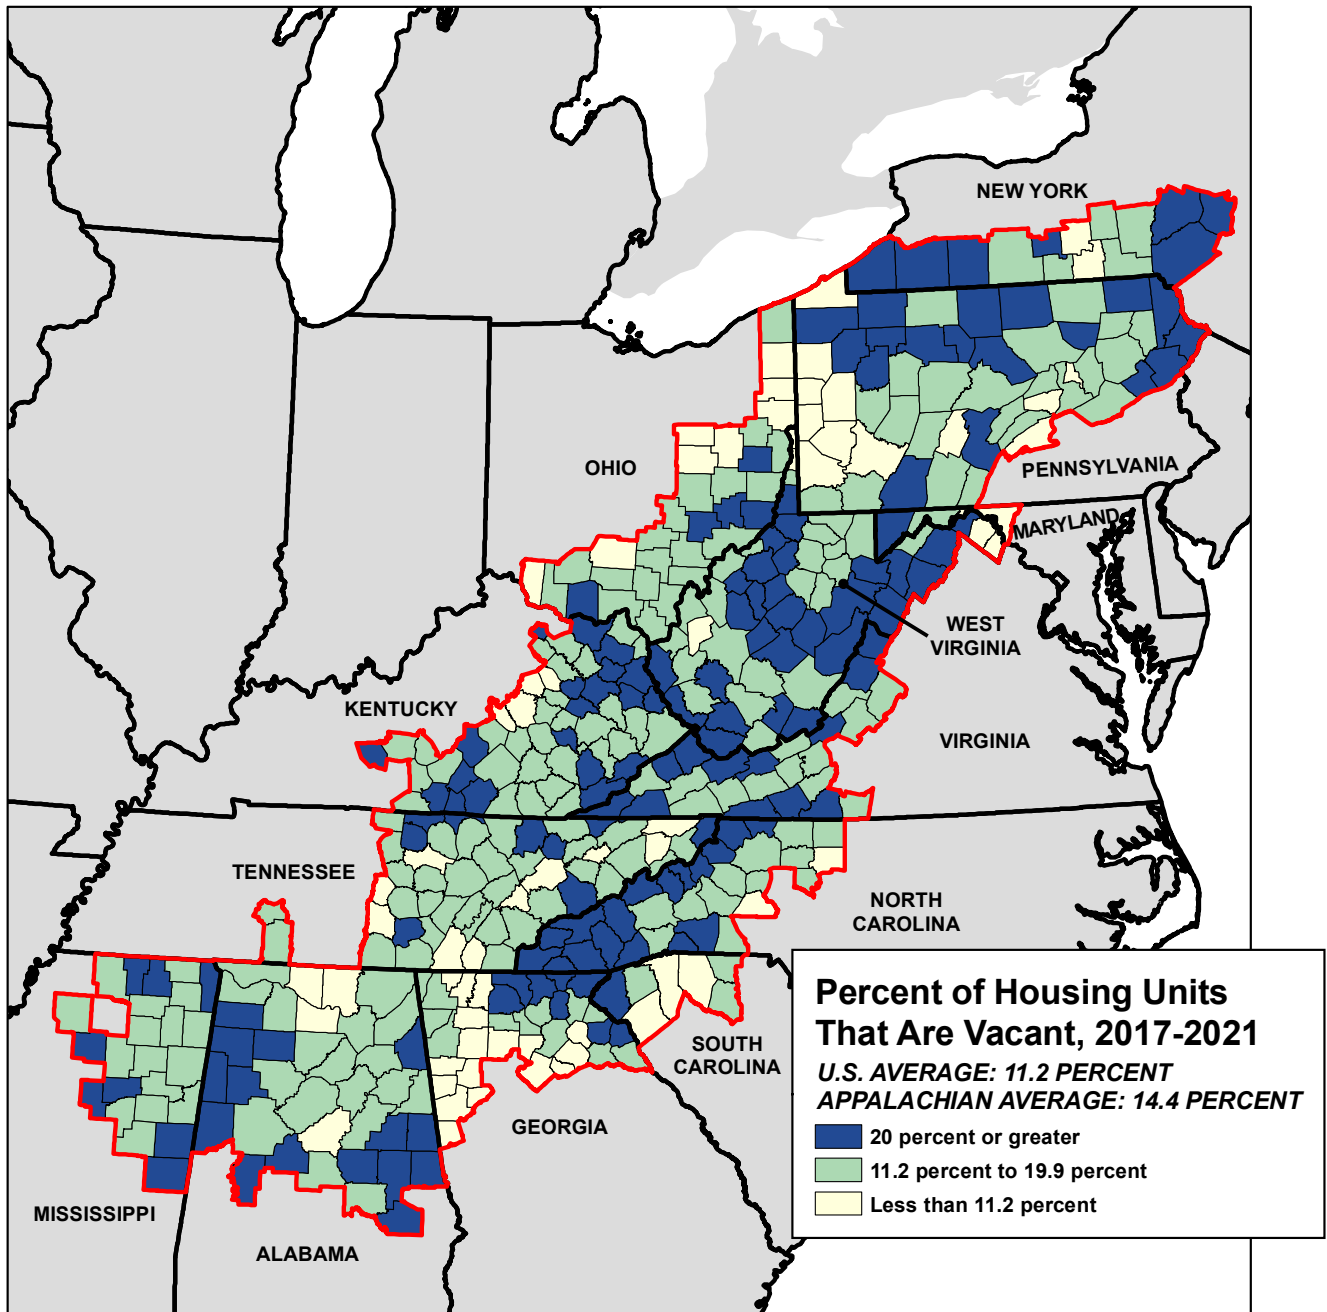 NEW YORK
OHIO
PENNSYLVANIA
MARYLAND
WEST
VIRGINIA
KENTUCKY
VIRGINIA
TENNESSEE
NORTH
CAROLINA
SOUTH
CAROLINA
GEORGIA
MISSISSIPPI
ALABAMA
Percent of Housing Units
That Are Vacant, 2017-2021
U.S. AVERAGE: 11.2 PERCENT
APPALACHIAN AVERAGE: 14.4 PERCENT
20 percent or greater
11.2 percent to 19.9 percent
Less than 11.2 percent